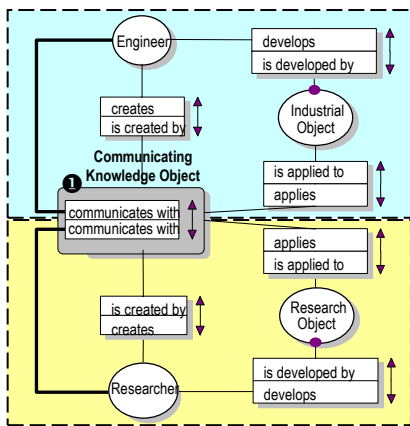 Engineer
develops
is developed by
creates
is created by
Industrial
Object
Communicating
Knowledge Object
❶
is applied to
applies
communicates with
communicates with
applies
is applied to
is created by
creates
Research
Object
Researcher
is developed by
develops